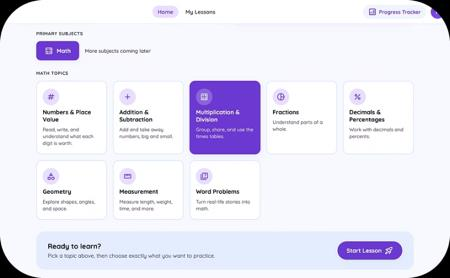 Home
My Lessons
Progress Tracker
PRIMARY SUBJECTS
Math
More subjects coming later
MATH TOPICS
Numbers & Place
Value
Read, write, and
understand what each
digit is worth.
Addition &
Subtraction
Add and take away
numbers, big and small.
Multiplication &
Division
Group, share, and use the
times tables.
Fractions
Understand parts of a
whole.
Decimals &
Percentages
Work with decimals and
percents.
Geometry
Explore shapes, angles,
and space.
Measurement
Measure length, weight,
time, and more.
Word Problems
Turn real-life stories into
math.
Ready to learn?
Pick a topic above, then choose exactly what you want to practice.
Start Lesson